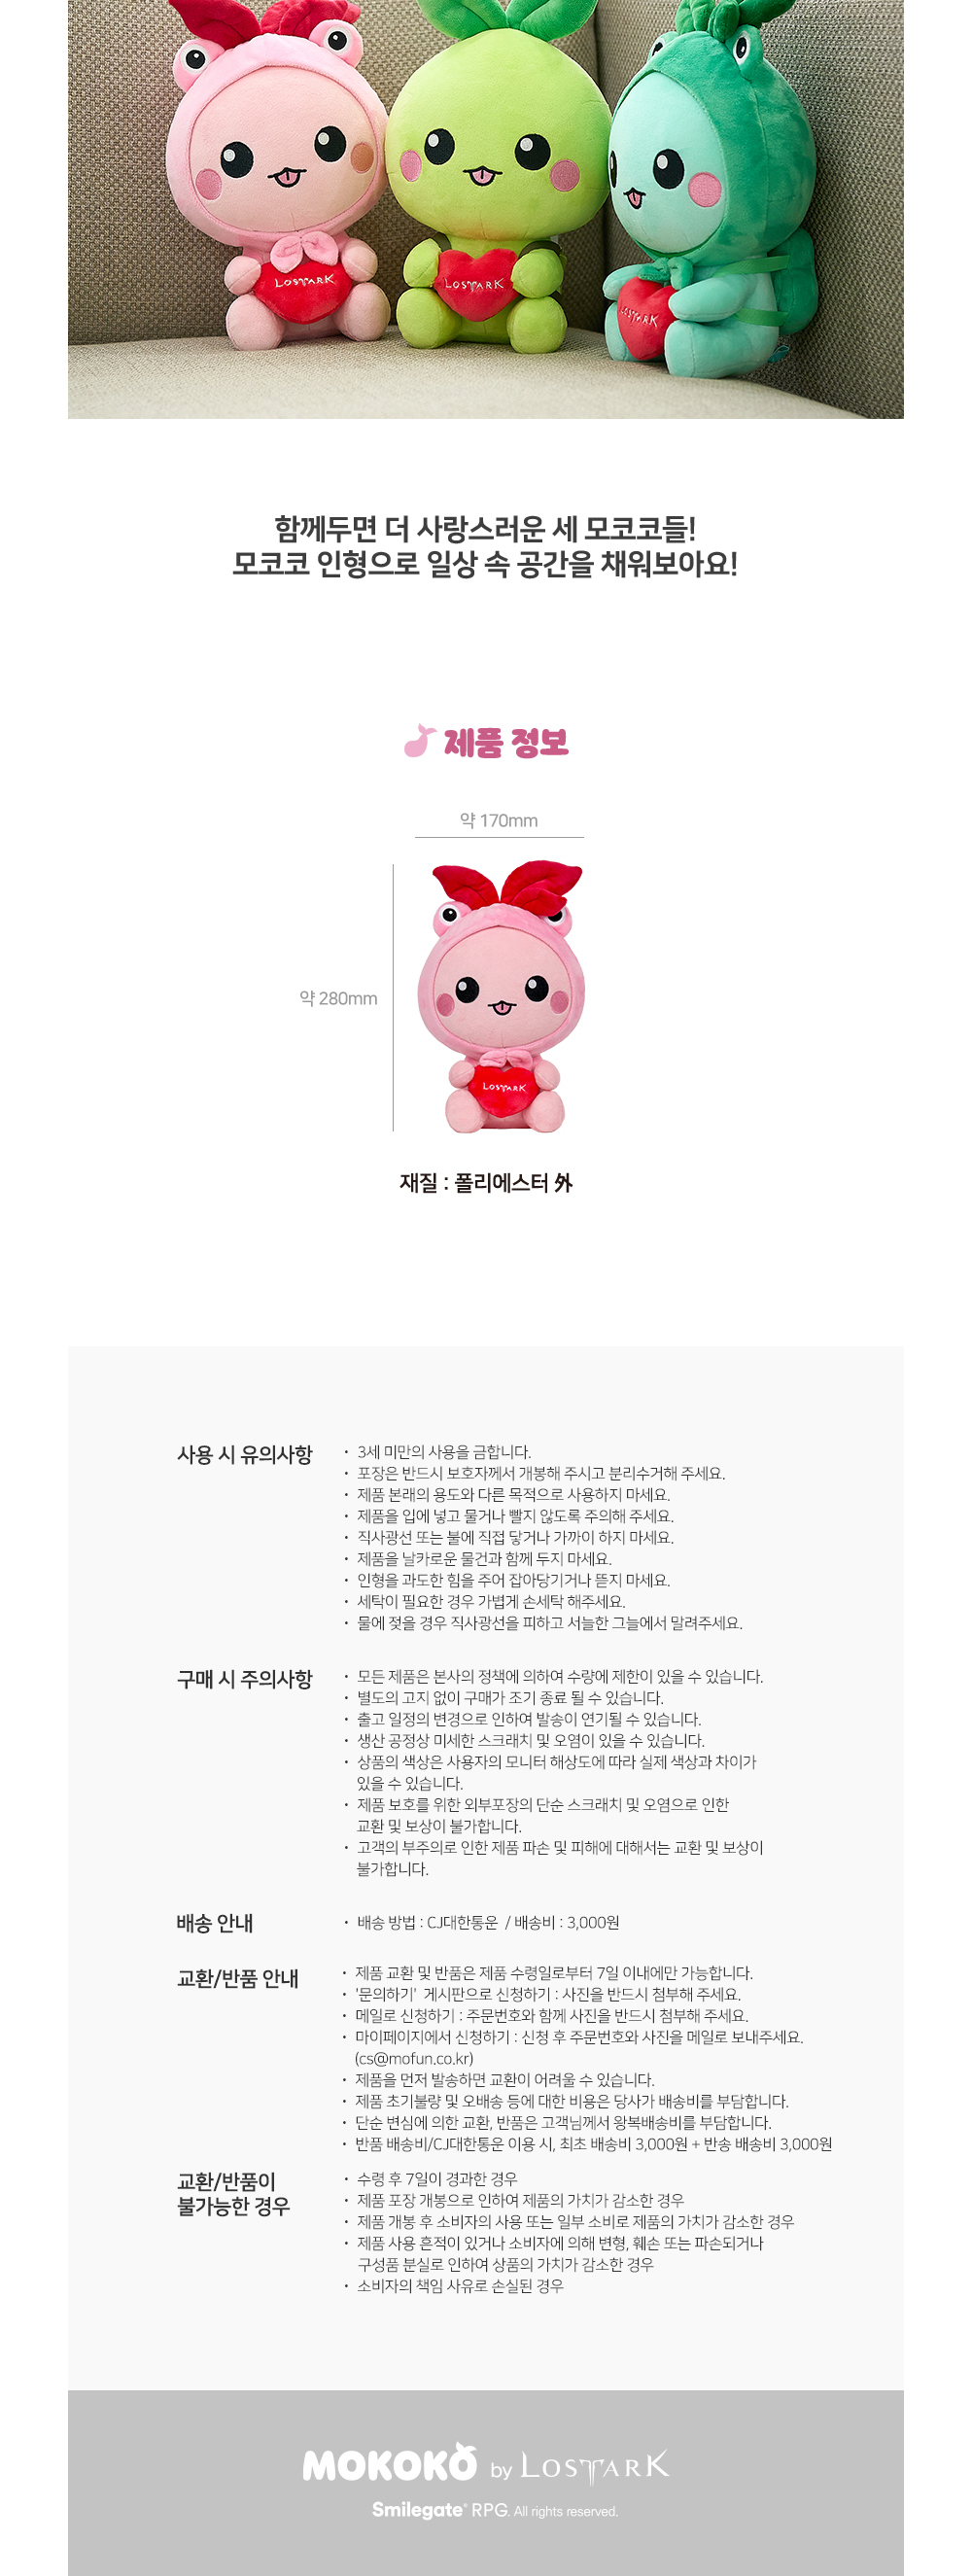 LOSTARK
LOSTARK
LOSTARK
함께두면 더 사랑스러운 세 모코코들!
모코코 인형으로 일상 속 공간을 채워보아요!
제품 정보
약 170mm
약 280mm
LOSTARK
재질 : 폴리에스터 外
사용 시 유의사항
• 3세 미만의 사용을 금합니다.
• 포장은 반드시 보호자께서 개봉해 주시고 분리수거해 주세요.
• 제품 본래의 용도와 다른 목적으로 사용하지 마세요.
• 제품을 입에 넣고 물거나 빨지 않도록 주의해 주세요.
• 직사광선 또는 불에 직접 닿거나 가까이 하지 마세요.
• 제품을 날카로운 물건과 함께 두지 마세요.
• 인형을 과도한 힘을 주어 잡아당기거나 뜯지 마세요.
• 세탁이 필요한 경우 가볍게 손세탁 해주세요.
• 물에 젖을 경우 직사광선을 피하고 서늘한 그늘에서 말려주세요.
구매 시 주의사항
• 모든 제품은 본사의 정책에 의하여 수량에 제한이 있을 수 있습니다.
• 별도의 고지 없이 구매가 조기 종료 될 수 있습니다.
• 출고 일정의 변경으로 인하여 발송이 연기될 수 있습니다.
• 생산 공정상 미세한 스크래치 및 오염이 있을 수 있습니다.
• 상품의 색상은 사용자의 모니터 해상도에 따라 실제 색상과 차이가
있을 수 있습니다.
• 제품 보호를 위한 외부포장의 단순 스크래치 및 오염으로 인한
교환 및 보상이 불가합니다.
• 고객의 부주의로 인한 제품 파손 및 피해에 대해서는 교환 및 보상이
불가합니다.
배송 안내
• 배송 방법 : CJ대한통운 / 배송비 : 3,000원
교환/반품 안내
• 제품 교환 및 반품은 제품 수령일로부터 7일 이내에만 가능합니다.
• '문의하기' 게시판으로 신청하기 : 사진을 반드시 첨부해 주세요.
• 메일로 신청하기 : 주문번호와 함께 사진을 반드시 첨부해 주세요.
• 마이페이지에서 신청하기 : 신청 후 주문번호와 사진을 메일로 보내주세요.
(cs@mofun.co.kr)
• 제품을 먼저 발송하면 교환이 어려울 수 있습니다.
• 제품 초기불량 및 오배송 등에 대한 비용은 당사가 배송비를 부담합니다.
• 단순 변심에 의한 교환, 반품은 고객님께서 왕복배송비를 부담합니다.
• 반품 배송비/CJ대한통운 이용 시, 최초 배송비 3,000원 + 반송 배송비 3,000원
교환/반품이
불가능한 경우
• 수령 후 7일이 경과한 경우
• 제품 포장 개봉으로 인하여 제품의 가치가 감소한 경우
• 제품 개봉 후 소비자의 사용 또는 일부 소비로 제품의 가치가 감소한 경우
• 제품 사용 흔적이 있거나 소비자에 의해 변형, 훼손 또는 파손되거나
구성품 분실로 인하여 상품의 가치가 감소한 경우
• 소비자의 책임 사유로 손실된 경우
MOKOKO by LOSTARK
Smilegate® RPG. All rights reserved.